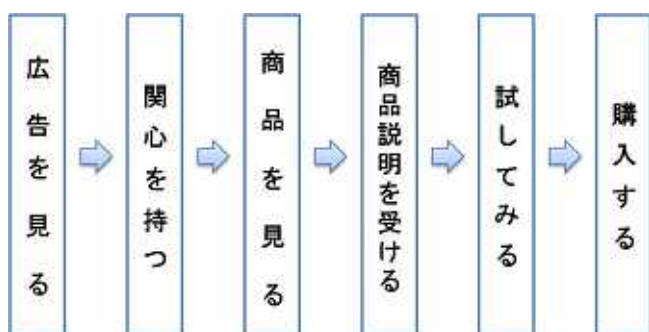 広告を見る
関心を持つ
商品を見る
商品説明を受ける
試してみる
購入する